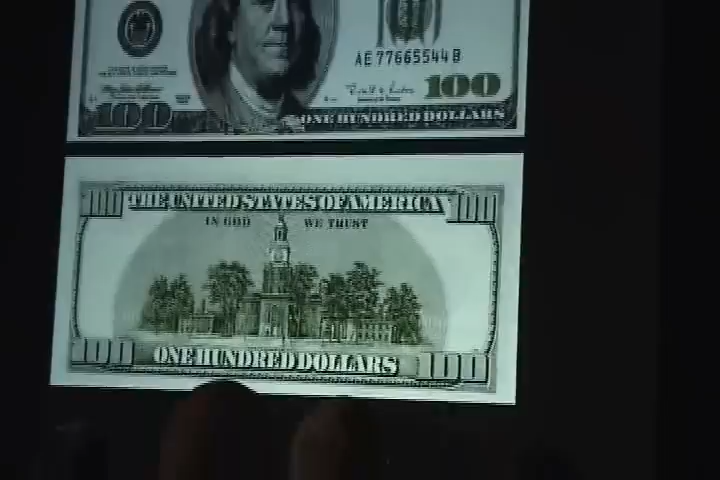 AE 77665544 B
100
100
ONE HUNDRED DOLLARS
100 THE UNITED STATES OF AMERICA 100
IN GOD WE TRUST
100 ONE HUNDRED DOLLARS 100